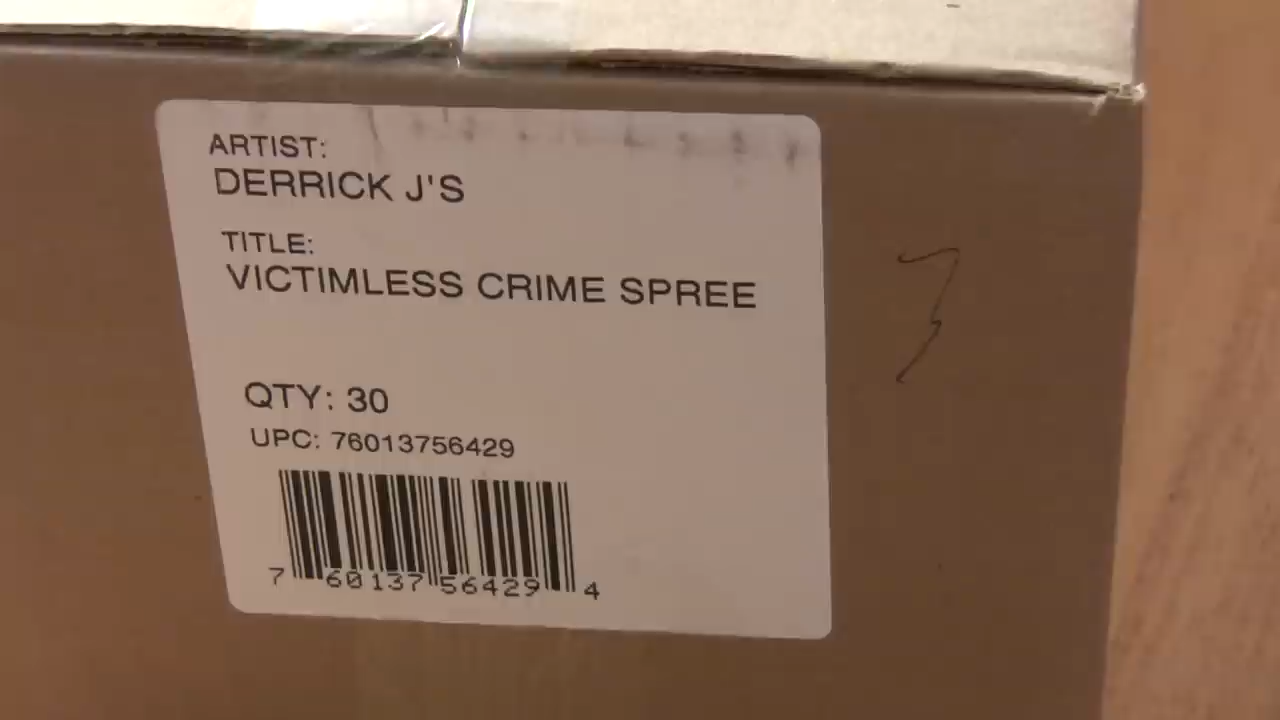 ARTIST:
DERRICK J'S
TITLE:
VICTIMLESS CRIME SPREE
QTY: 30
UPC: 76013756429
7 60137 56429 4